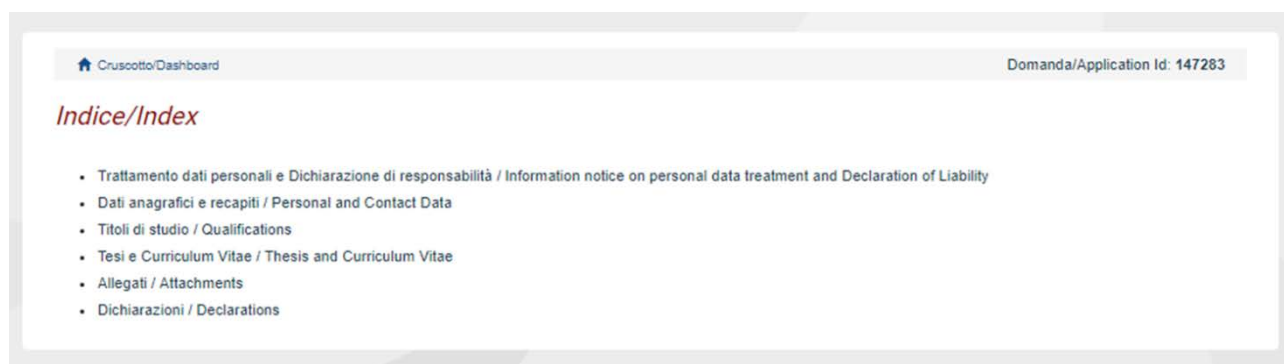 Cruscotto/Dashboard Domanda/Application Id: 147283
Indice/Index
• Trattamento dati personali e Dichiarazione di responsabilità / Information notice on personal data treatment and Declaration of Liability
• Dati anagrafici e recapiti / Personal and Contact Data
• Titoli di studio / Qualifications
• Tesi e Curriculum Vitae / Thesis and Curriculum Vitae
• Allegati / Attachments
• Dichiarazioni / Declarations